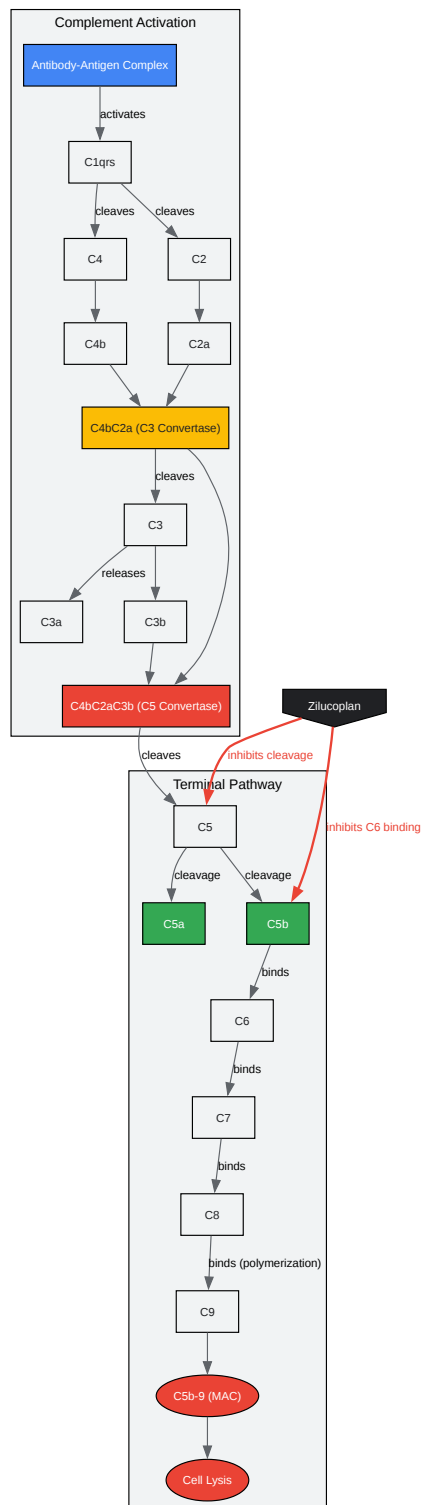 Complement Activation
Antibody-Antigen Complex
activates
C1qrs
cleaves
cleaves
C4
C2
C4b
C2a
C4bC2a (C3 Convertase)
cleaves
C3
releases
C3a
C3b
C4bC2aC3b (C5 Convertase)
Zilucoplan
cleaves
inhibits cleavage
Terminal Pathway
C5
inhibits C6 binding
cleavage
cleavage
C5a
C5b
binds
C6
binds
C7
binds
C8
binds (polymerization)
C9
C5b-9 (MAC)
Cell Lysis